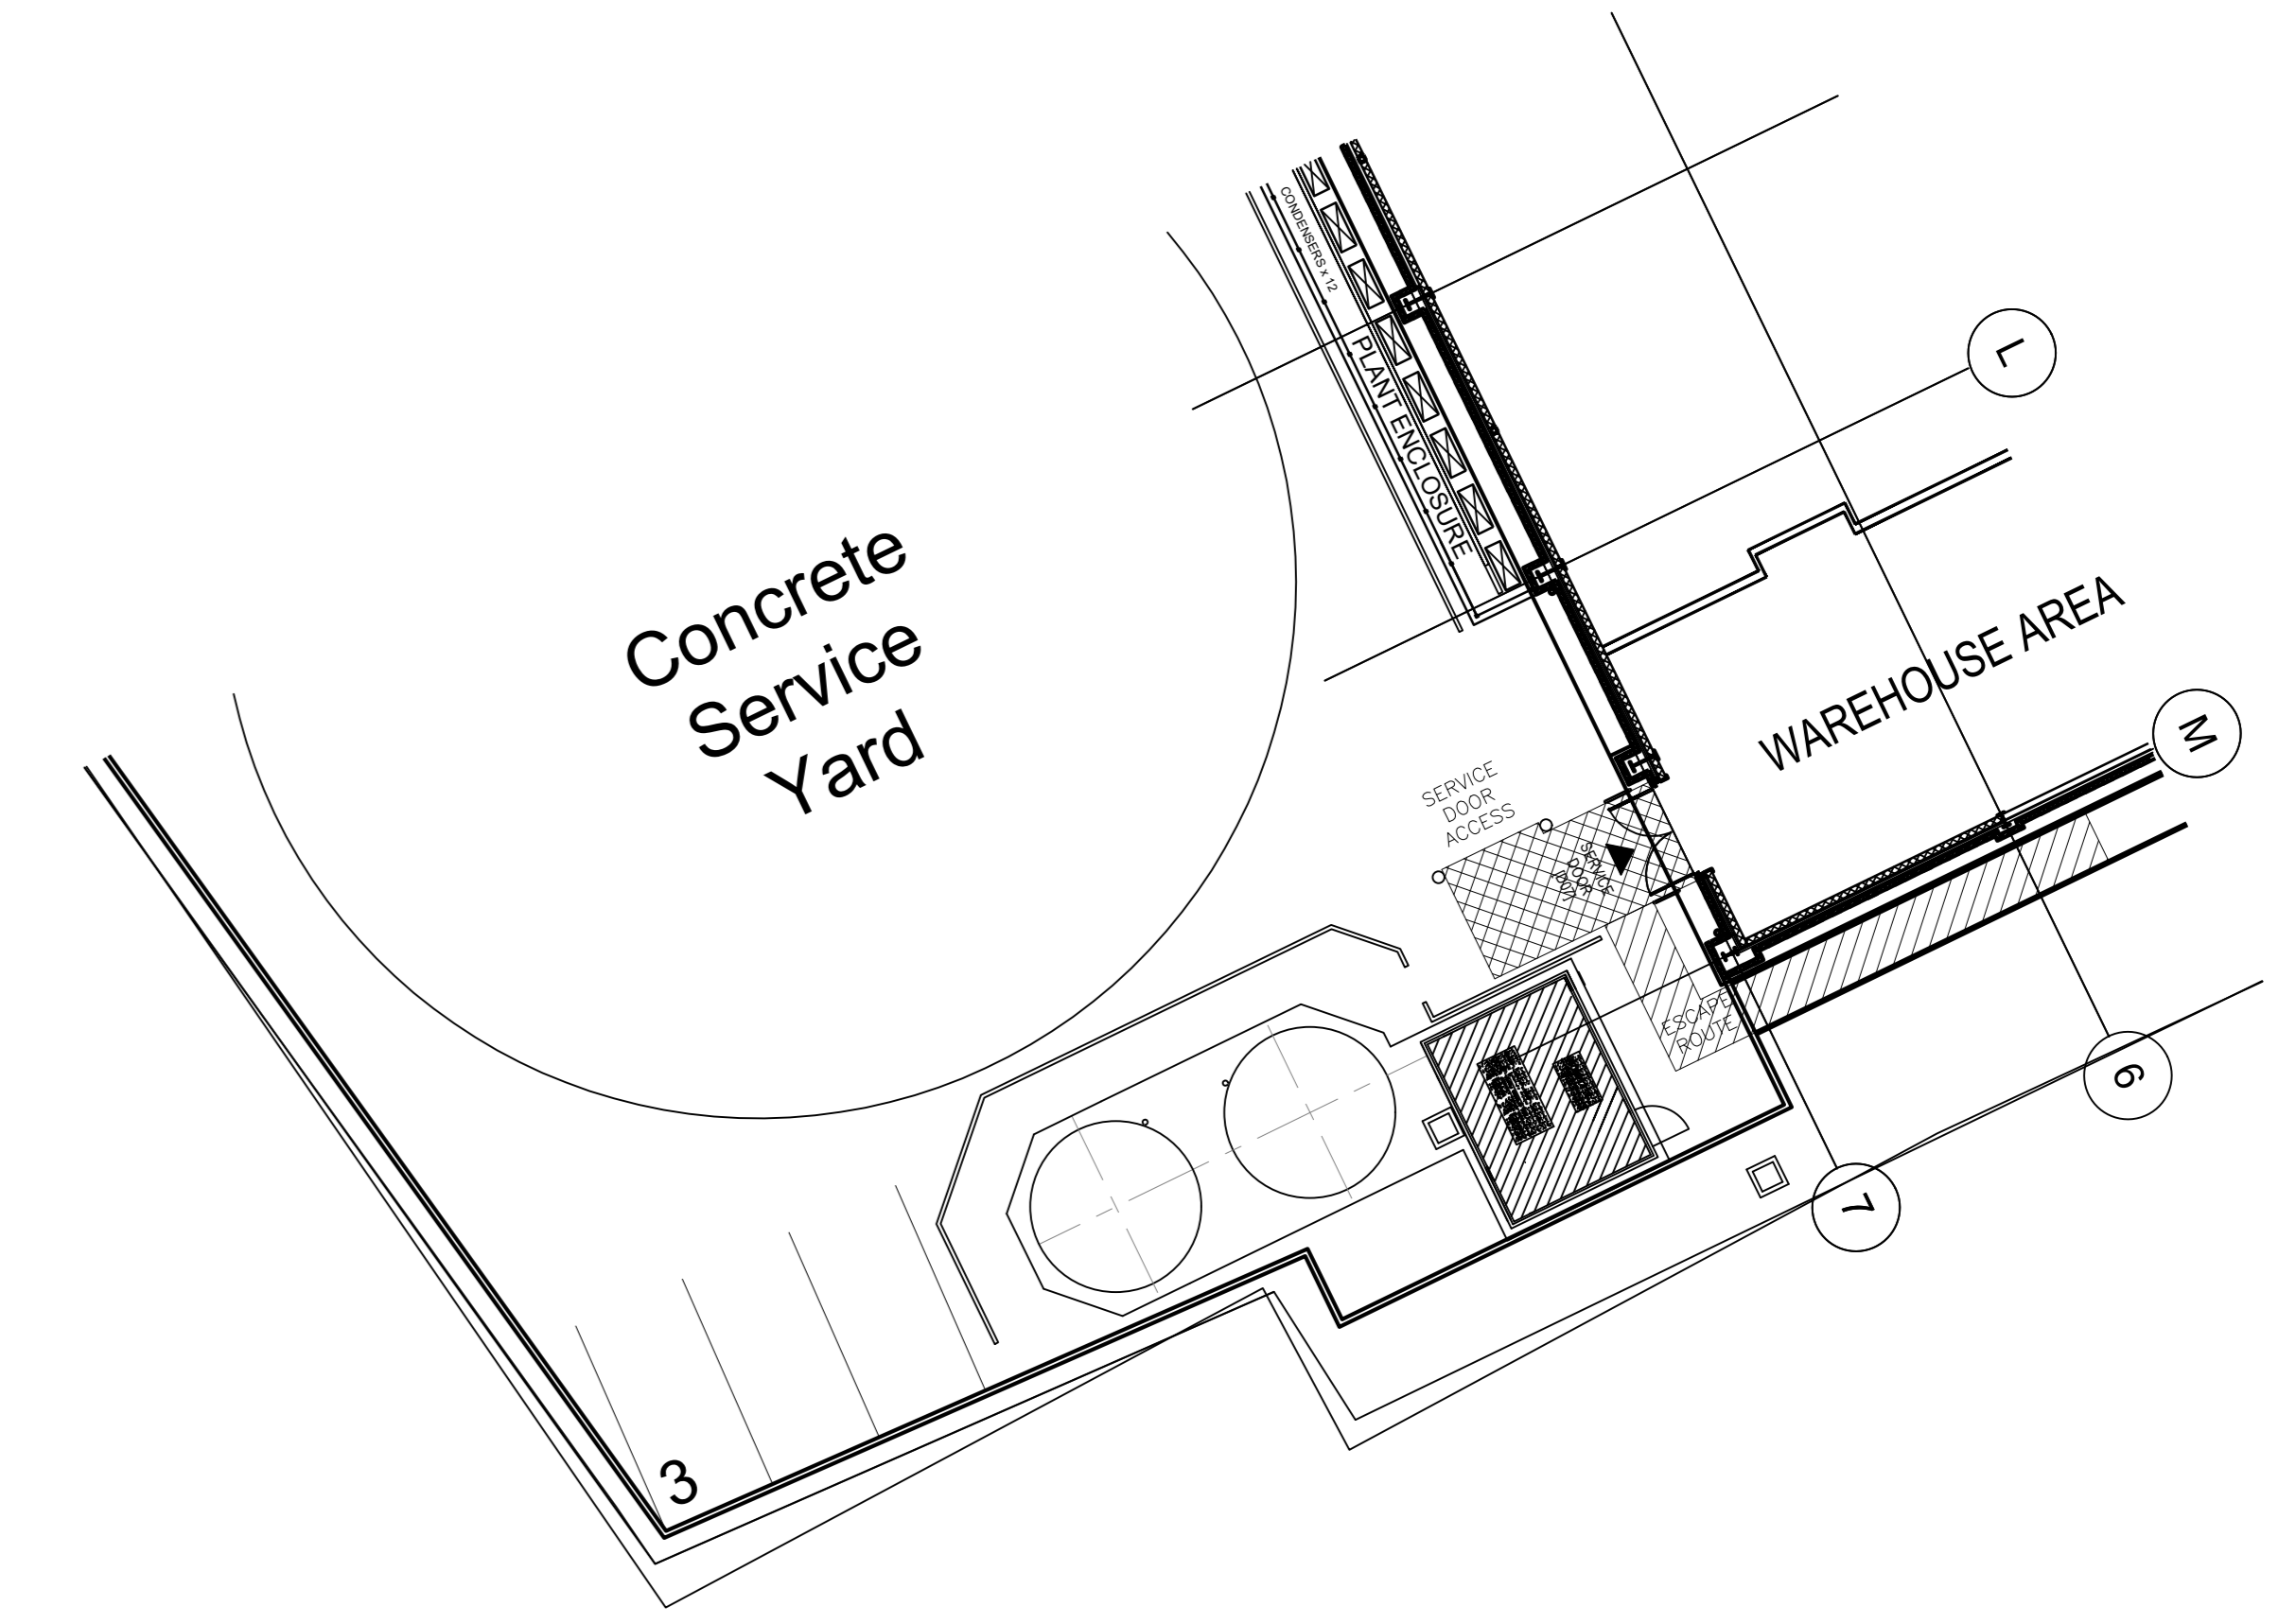 CONDENSERS x 12
PLANT ENCLOSURE
L
Concrete
Service
Yard
WAREHOUSE AREA
M
SERVICE
DOOR
ACCESS
SERVICE
DOOR
ESCAPE
ROUTE
6
7
3